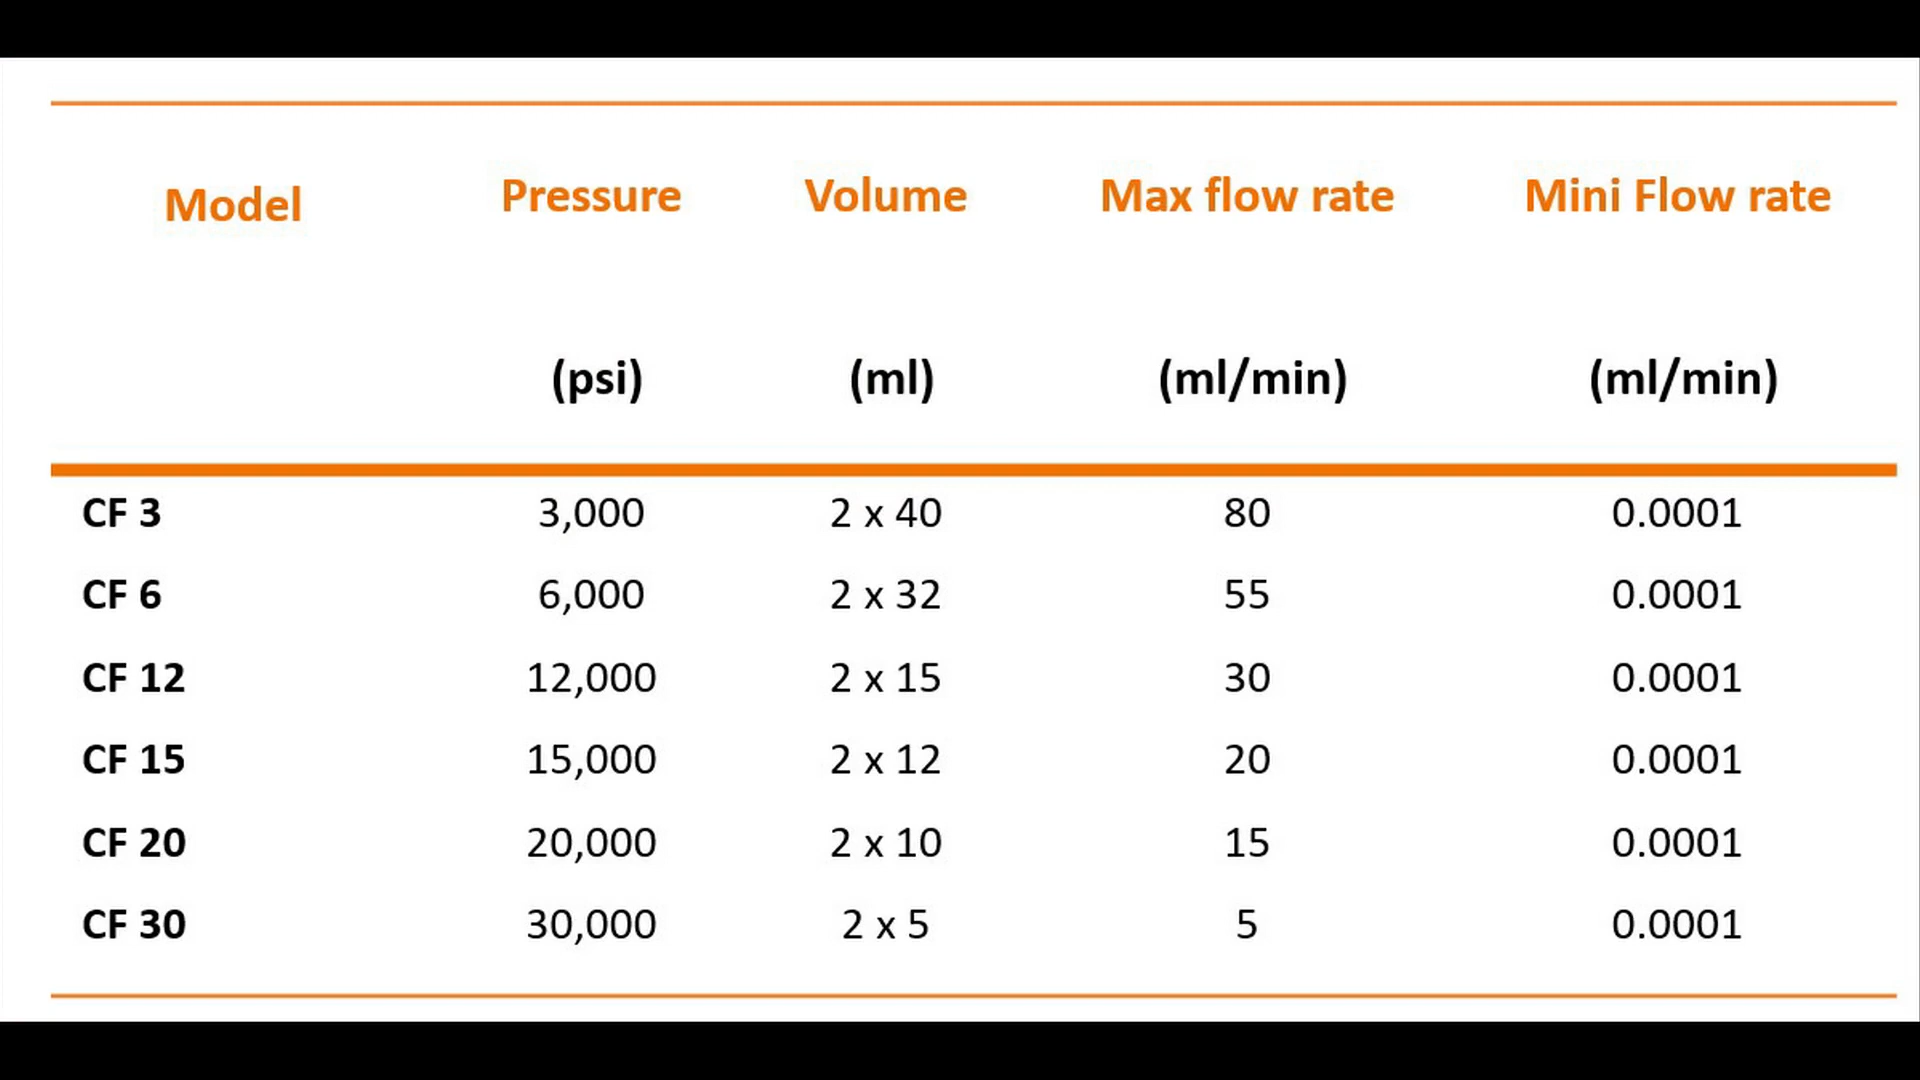 Model Pressure Volume Max flow rate Mini Flow rate
(psi) (ml) (ml/min) (ml/min)
CF 3 3,000 2 x 40 80 0.0001
CF 6 6,000 2 x 32 55 0.0001
CF 12 12,000 2 x 15 30 0.0001
CF 15 15,000 2 x 12 20 0.0001
CF 20 20,000 2 x 10 15 0.0001
CF 30 30,000 2 x 5 5 0.0001